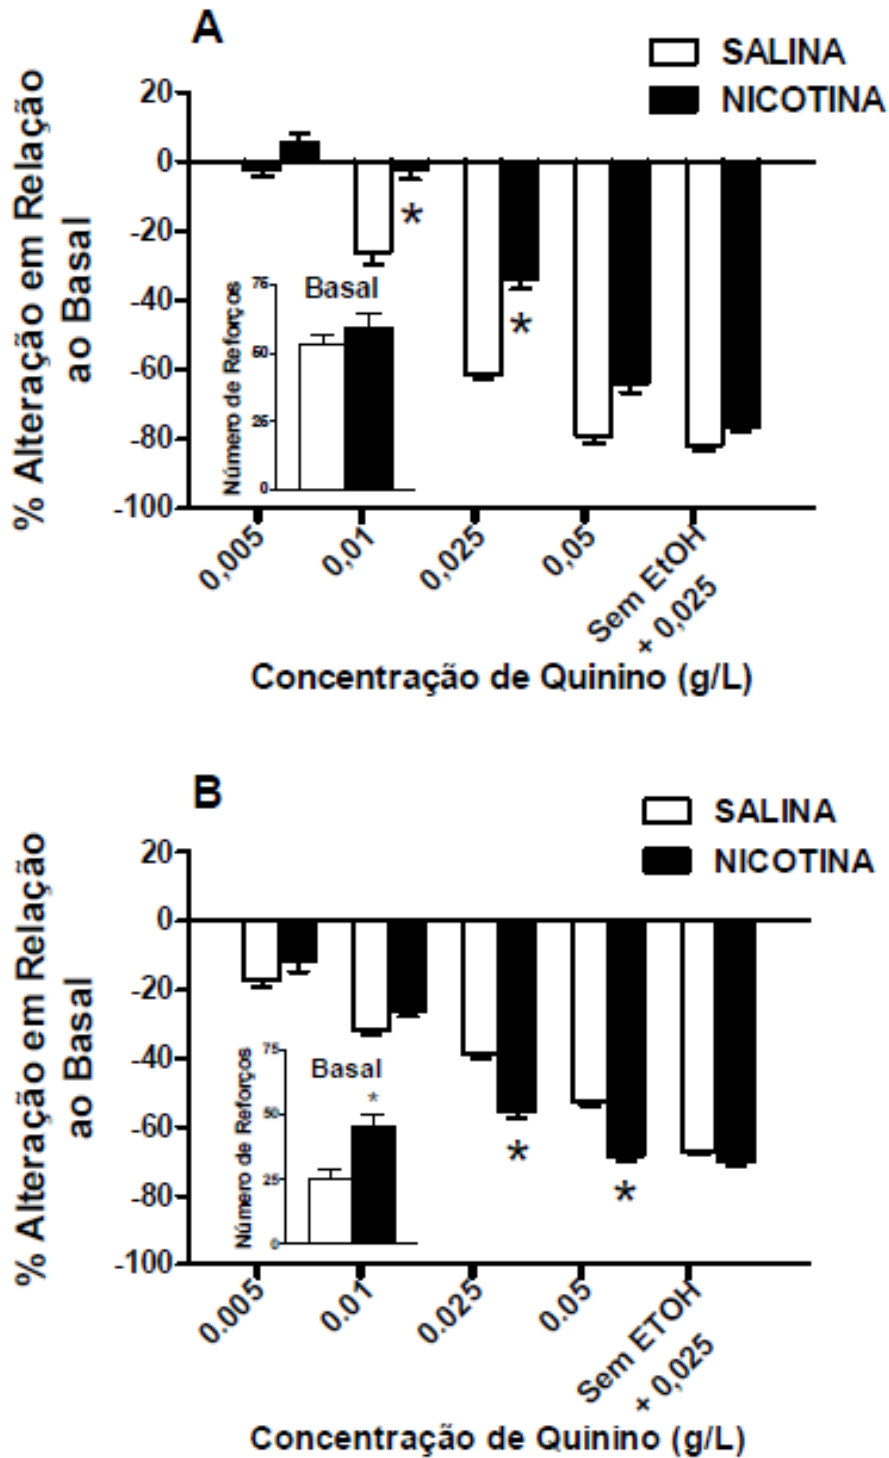 A
SALINA
NICOTINA
% Alteração em Relação
ao Basal
20
0
-20
-40
-60
-80
-100
Número de Reforços
75
50
25
0
Basal
*
*
0,005
0,01
0,025
0,05
Sem EtOH
+ 0,025
Concentração de Quinino (g/L)
B
SALINA
NICOTINA
% Alteração em Relação
ao Basal
20
0
-20
-40
-60
-80
-100
Número de Reforços
75
50
25
0
Basal
*
*
*
0.005
0.01
0.025
0.05
Sem ETOH
+ 0,025
Concentração de Quinino (g/L)